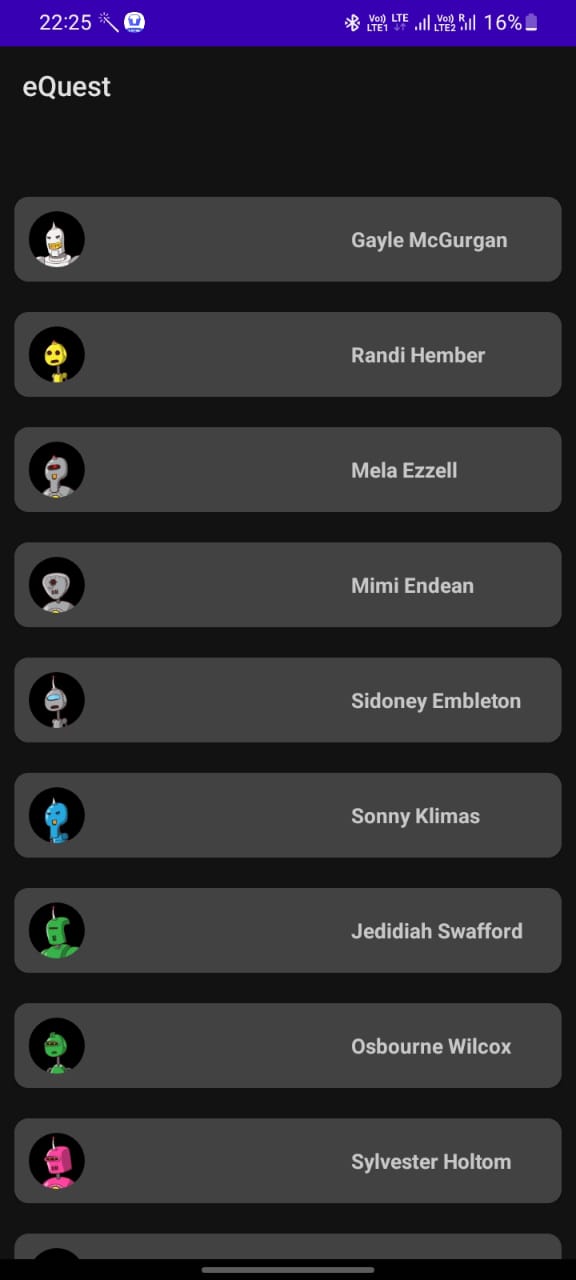 22:25 Vo) LTE Vo) R 16%
LTE1 LTE2
eQuest
Gayle McGurgan
Randi Hember
Mela Ezzell
Mimi Endean
Sidoney Embleton
Sonny Klimas
Jedidiah Swafford
Osbourne Wilcox
Sylvester Holtom